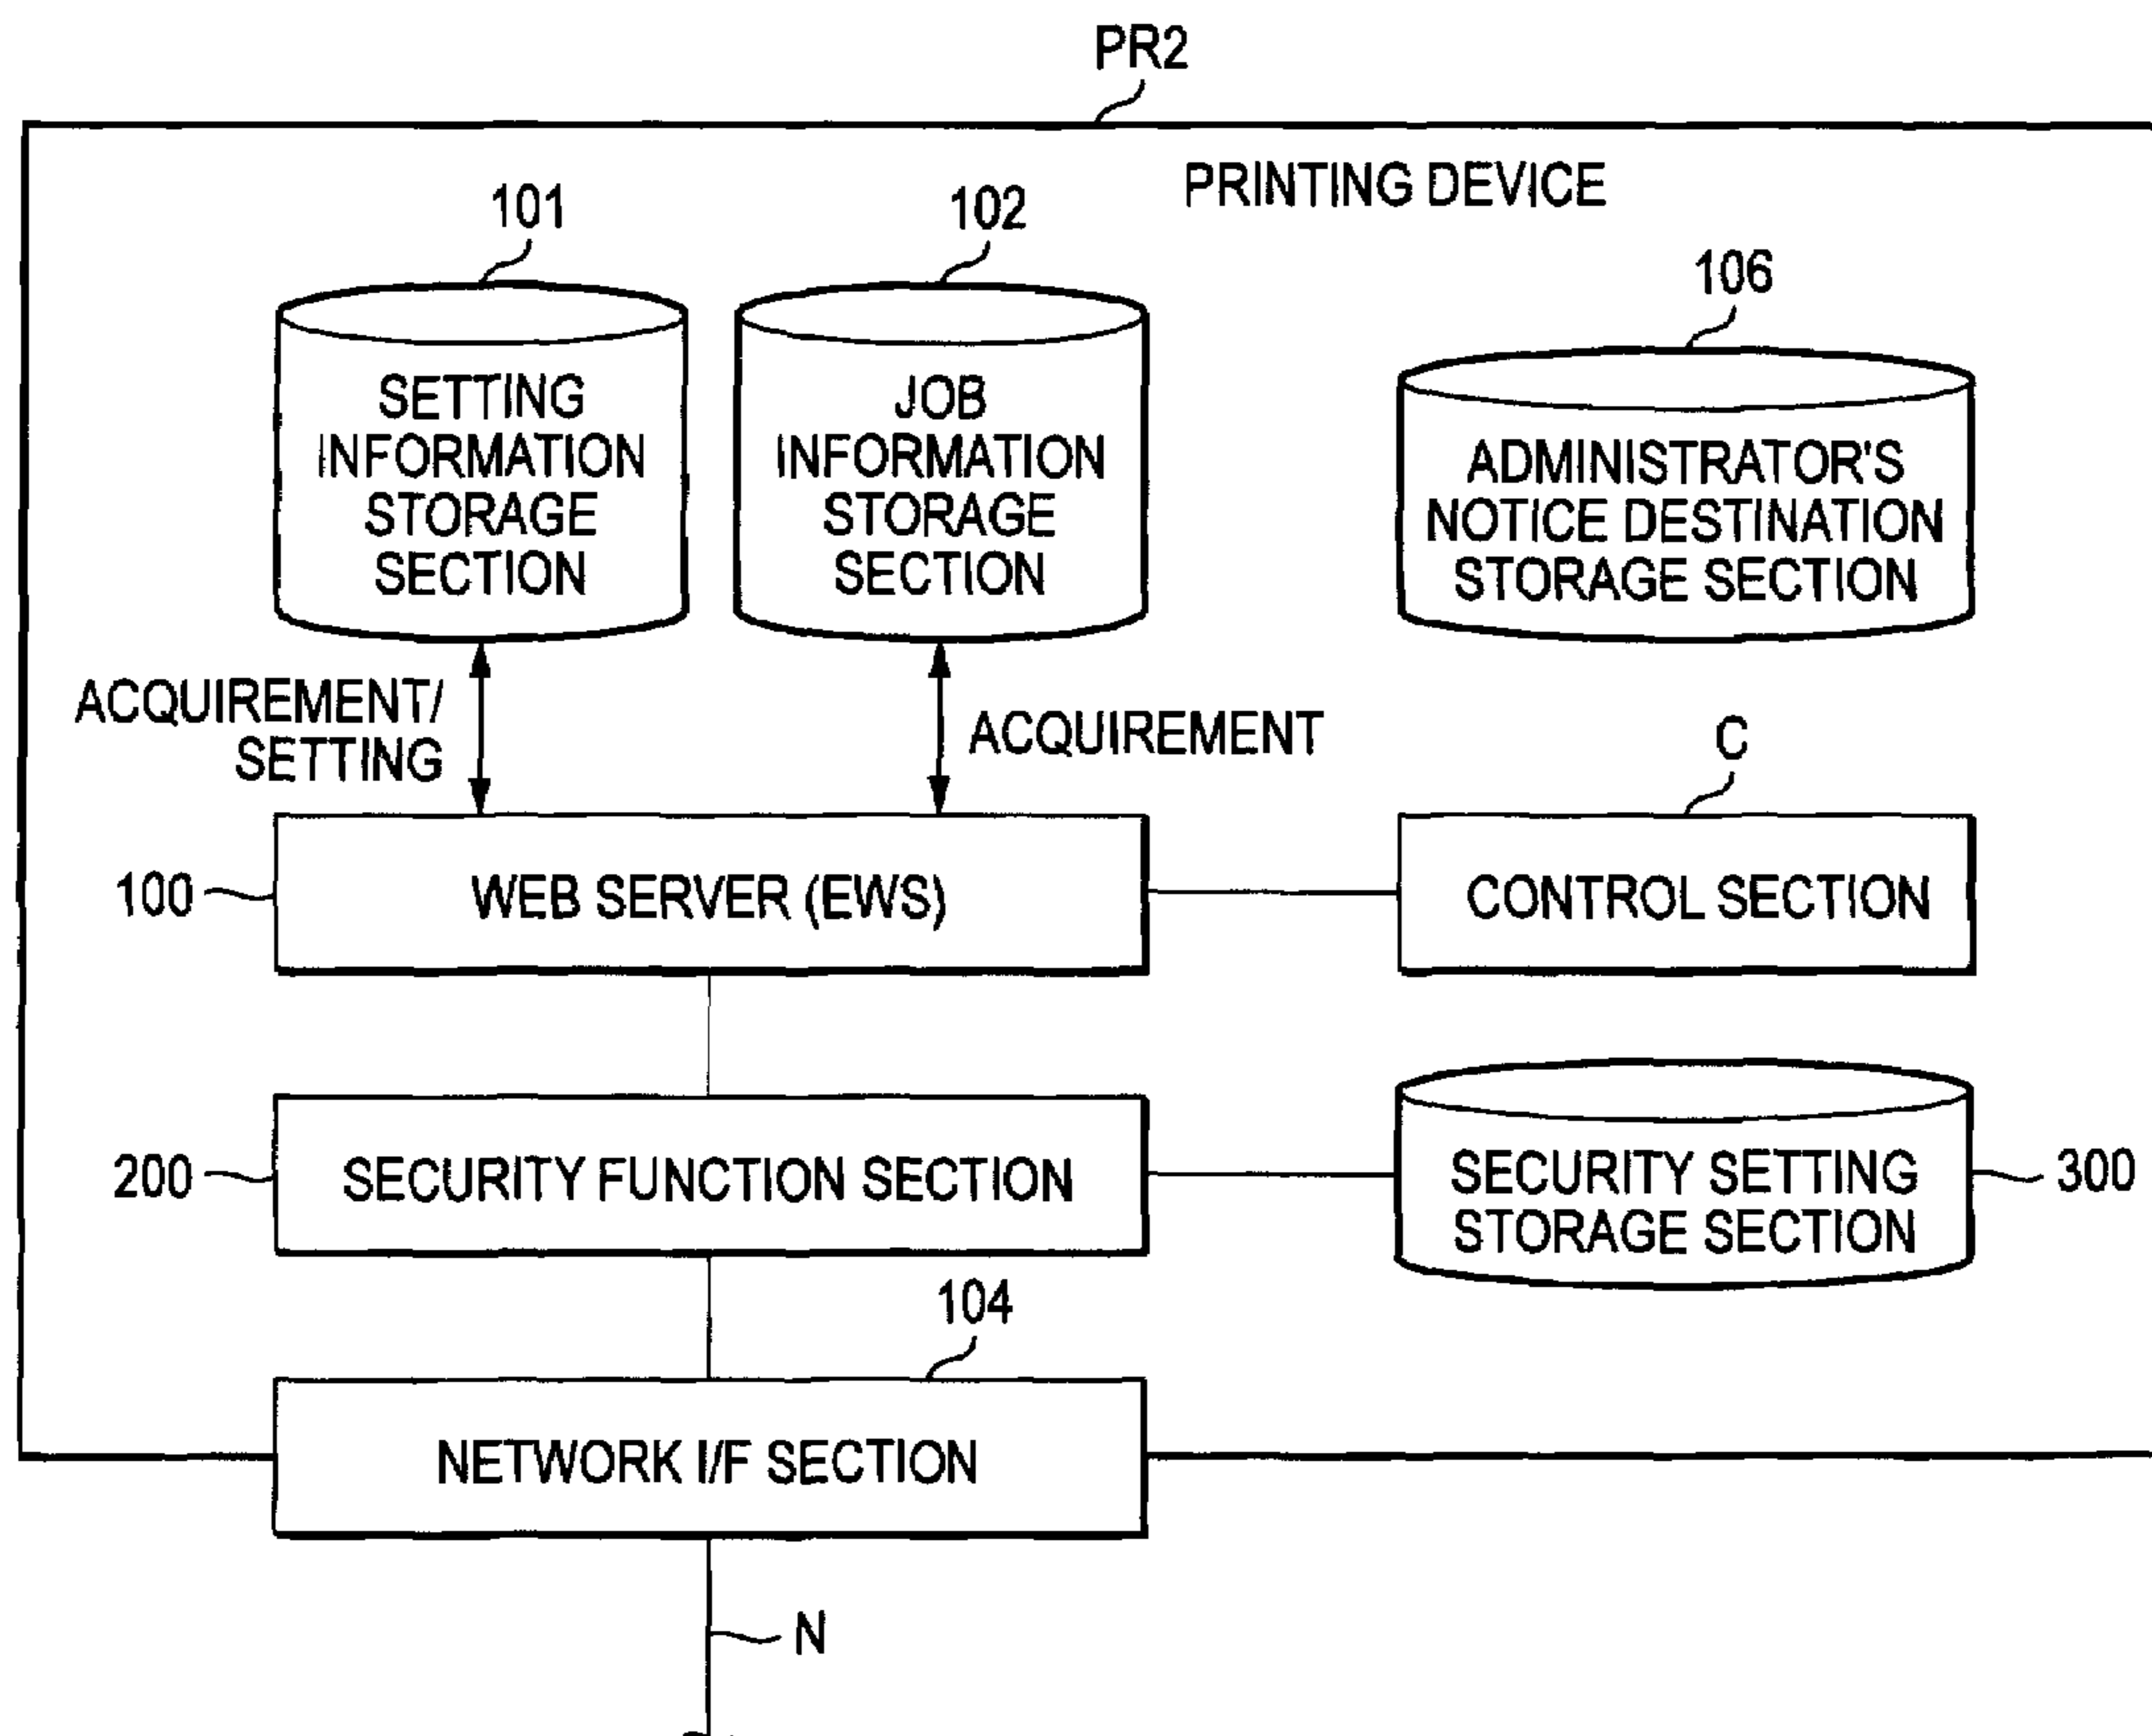 PR2
PRINTING DEVICE
101
102
106
SETTING
INFORMATION
STORAGE
SECTION
JOB
INFORMATION
STORAGE
SECTION
ADMINISTRATOR'S
NOTICE DESTINATION
STORAGE SECTION
ACQUIREMENT/
SETTING
ACQUIREMENT
C
100
WEB SERVER (EWS)
CONTROL SECTION
200
SECURITY FUNCTION SECTION
SECURITY SETTING
STORAGE SECTION
300
104
NETWORK I/F SECTION
N